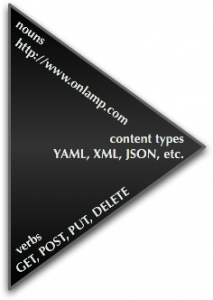 nouns
http://www.onlamp.com
content types
YAML, XML, JSON, etc.
verbs
GET, POST, PUT, DELETE